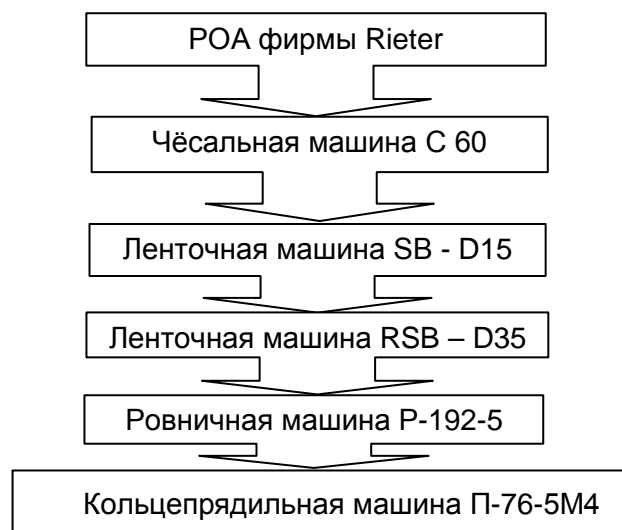 РОА фирмы Rieter
Чёсальная машина С 60
Ленточная машина SB - D15
Ленточная машина RSB – D35
Ровничная машина Р-192-5
Кольцепрядильная машина П-76-5М4